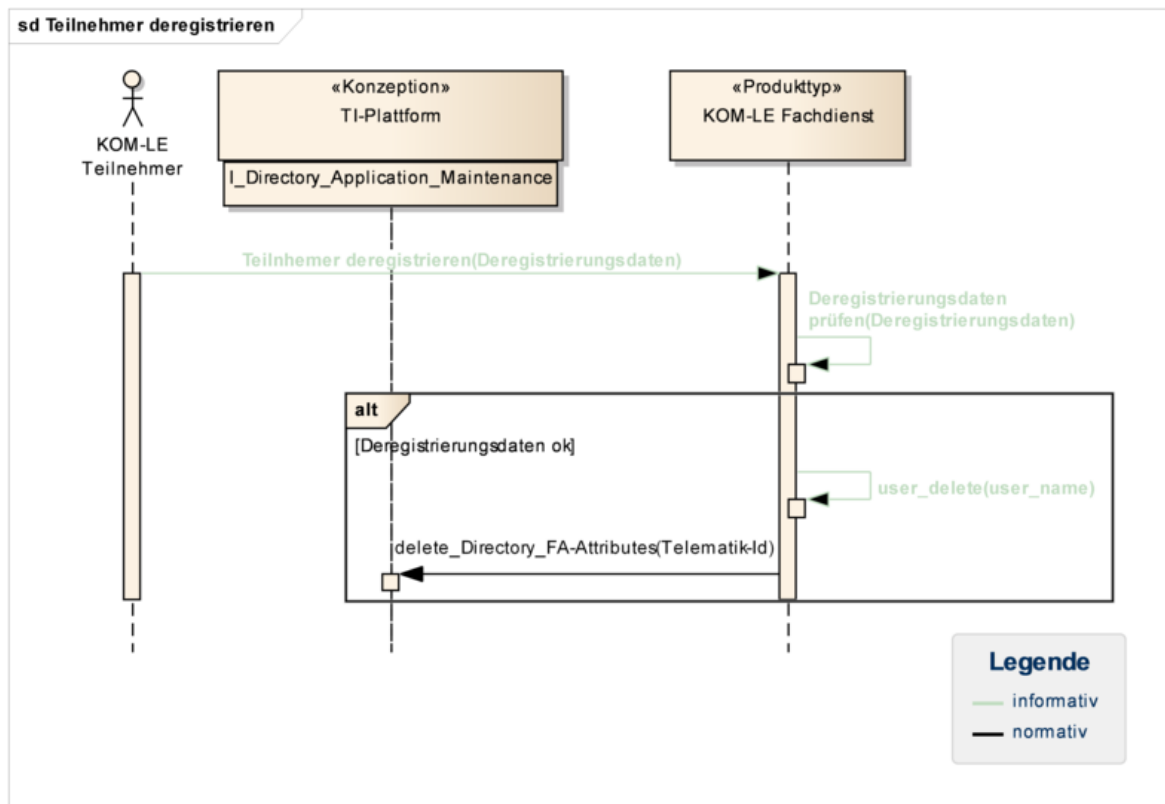 sd Teilnehmer deregistrieren
KOM-LE
Teilnehmer
«Konzeption»
TI-Plattform
I_Directory_Application_Maintenance
«Produkttyp»
KOM-LE Fachdienst
Teilnhemer deregistrieren(Deregistrierungsdaten)
Deregistrierungsdaten
prüfen(Deregistrierungsdaten)
alt
[Deregistrierungsdaten ok]
user_delete(user_name)
delete_Directory_FA-Attributes(Telematik-Id)
Legende
informativ
normativ